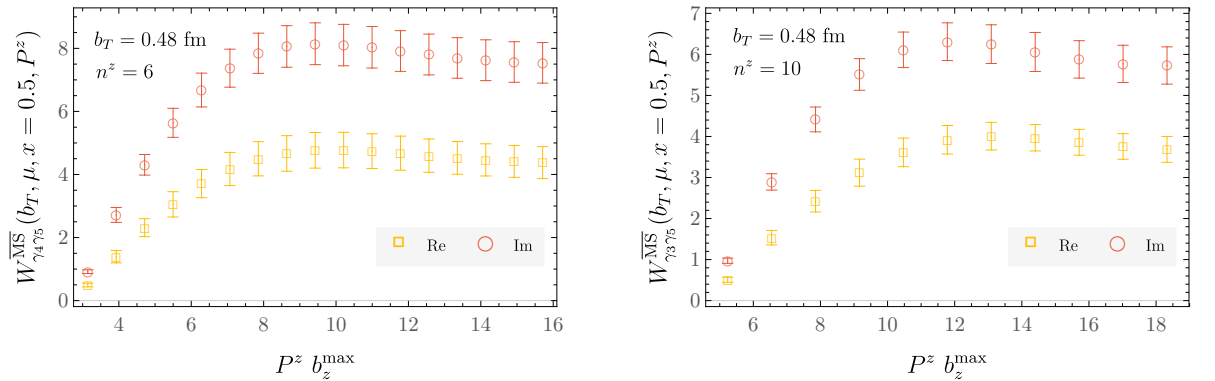 W^{\overline{MS}}_{γ4γ5}(b_T, μ, x = 0.5, P^z)
8
6
4
2
0
b_T = 0.48 fm
n^z = 6
Re Im
4 6 8 10 12 14 16
P^z b_z^{max}
W^{\overline{MS}}_{γ3γ5}(b_T, μ, x = 0.5, P^z)
7
6
5
4
3
2
1
0
b_T = 0.48 fm
n^z = 10
Re Im
6 8 10 12 14 16 18
P^z b_z^{max}